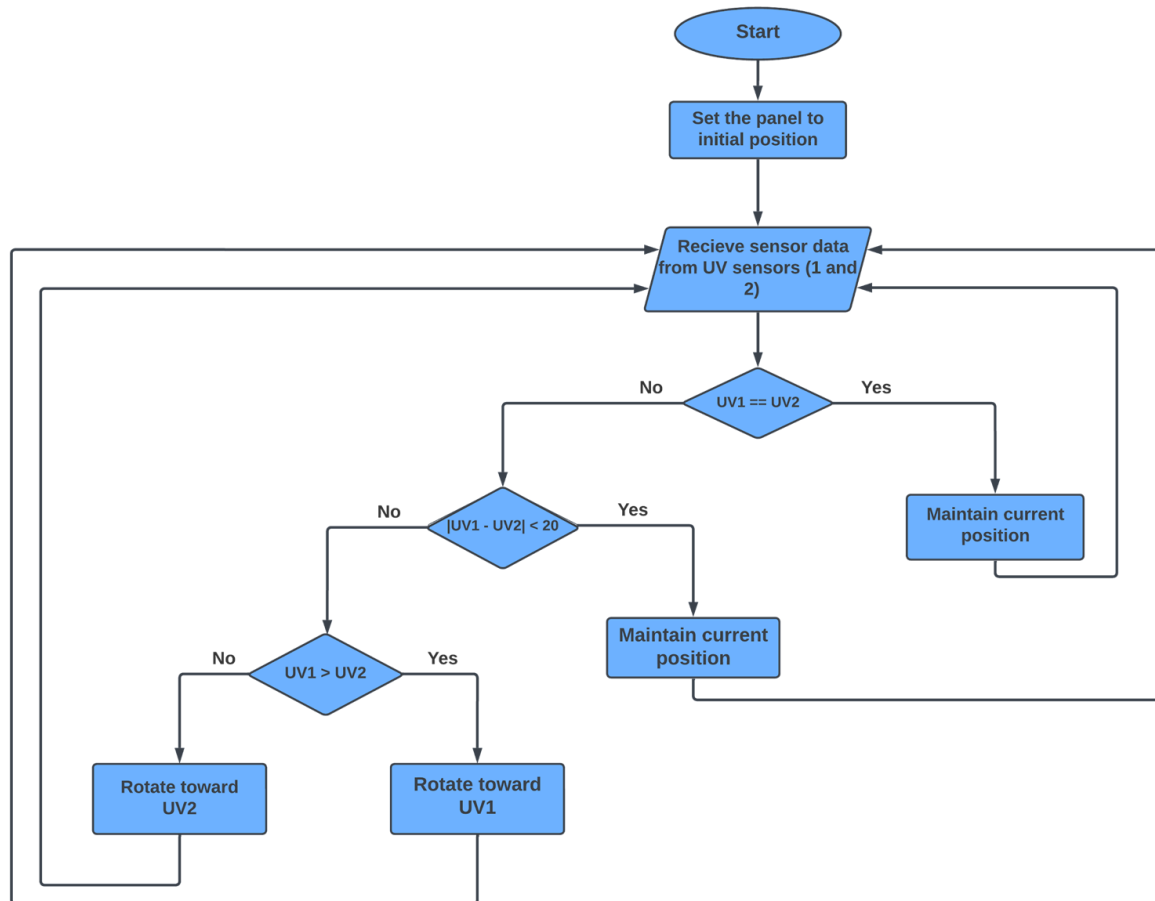 Start
Set the panel to
initial position
Recieve sensor data
from UV sensors (1 and
2)
No
Yes
UV1 == UV2
No
Yes
|UV1 - UV2| < 20
Maintain current
position
Maintain current
position
No
Yes
UV1 > UV2
Rotate toward
UV2
Rotate toward
UV1